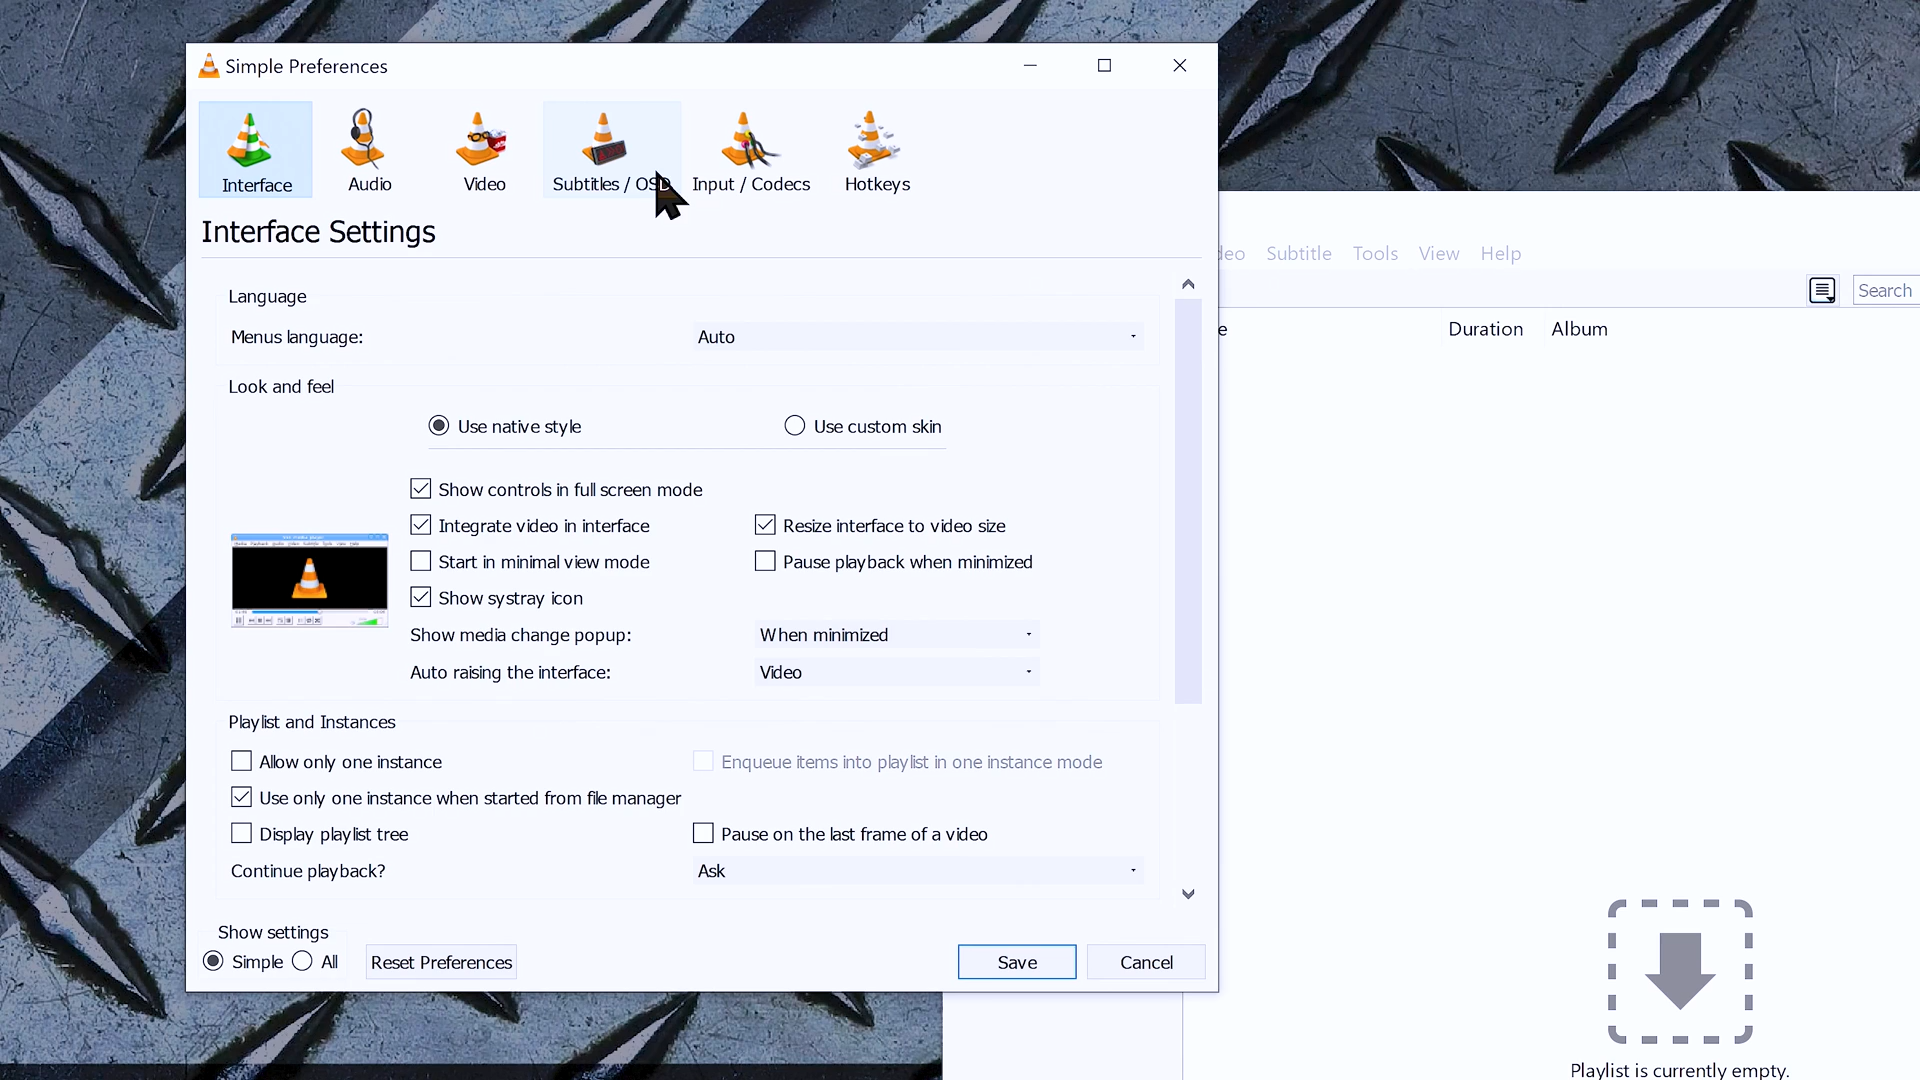 Simple Preferences
Interface
Audio
Video
Subtitles / OSD
Input / Codecs
Hotkeys
Interface Settings
deo Subtitle Tools View Help
Search
e Duration Album
Language
Menus language: Auto
Look and feel
Use native style Use custom skin
Show controls in full screen mode
Integrate video in interface Resize interface to video size
Start in minimal view mode Pause playback when minimized
Show systray icon
Show media change popup: When minimized
Auto raising the interface: Video
Playlist and Instances
Allow only one instance Enqueue items into playlist in one instance mode
Use only one instance when started from file manager
Display playlist tree Pause on the last frame of a video
Continue playback? Ask
Show settings
Simple All Reset Preferences Save Cancel
Playlist is currently empty.